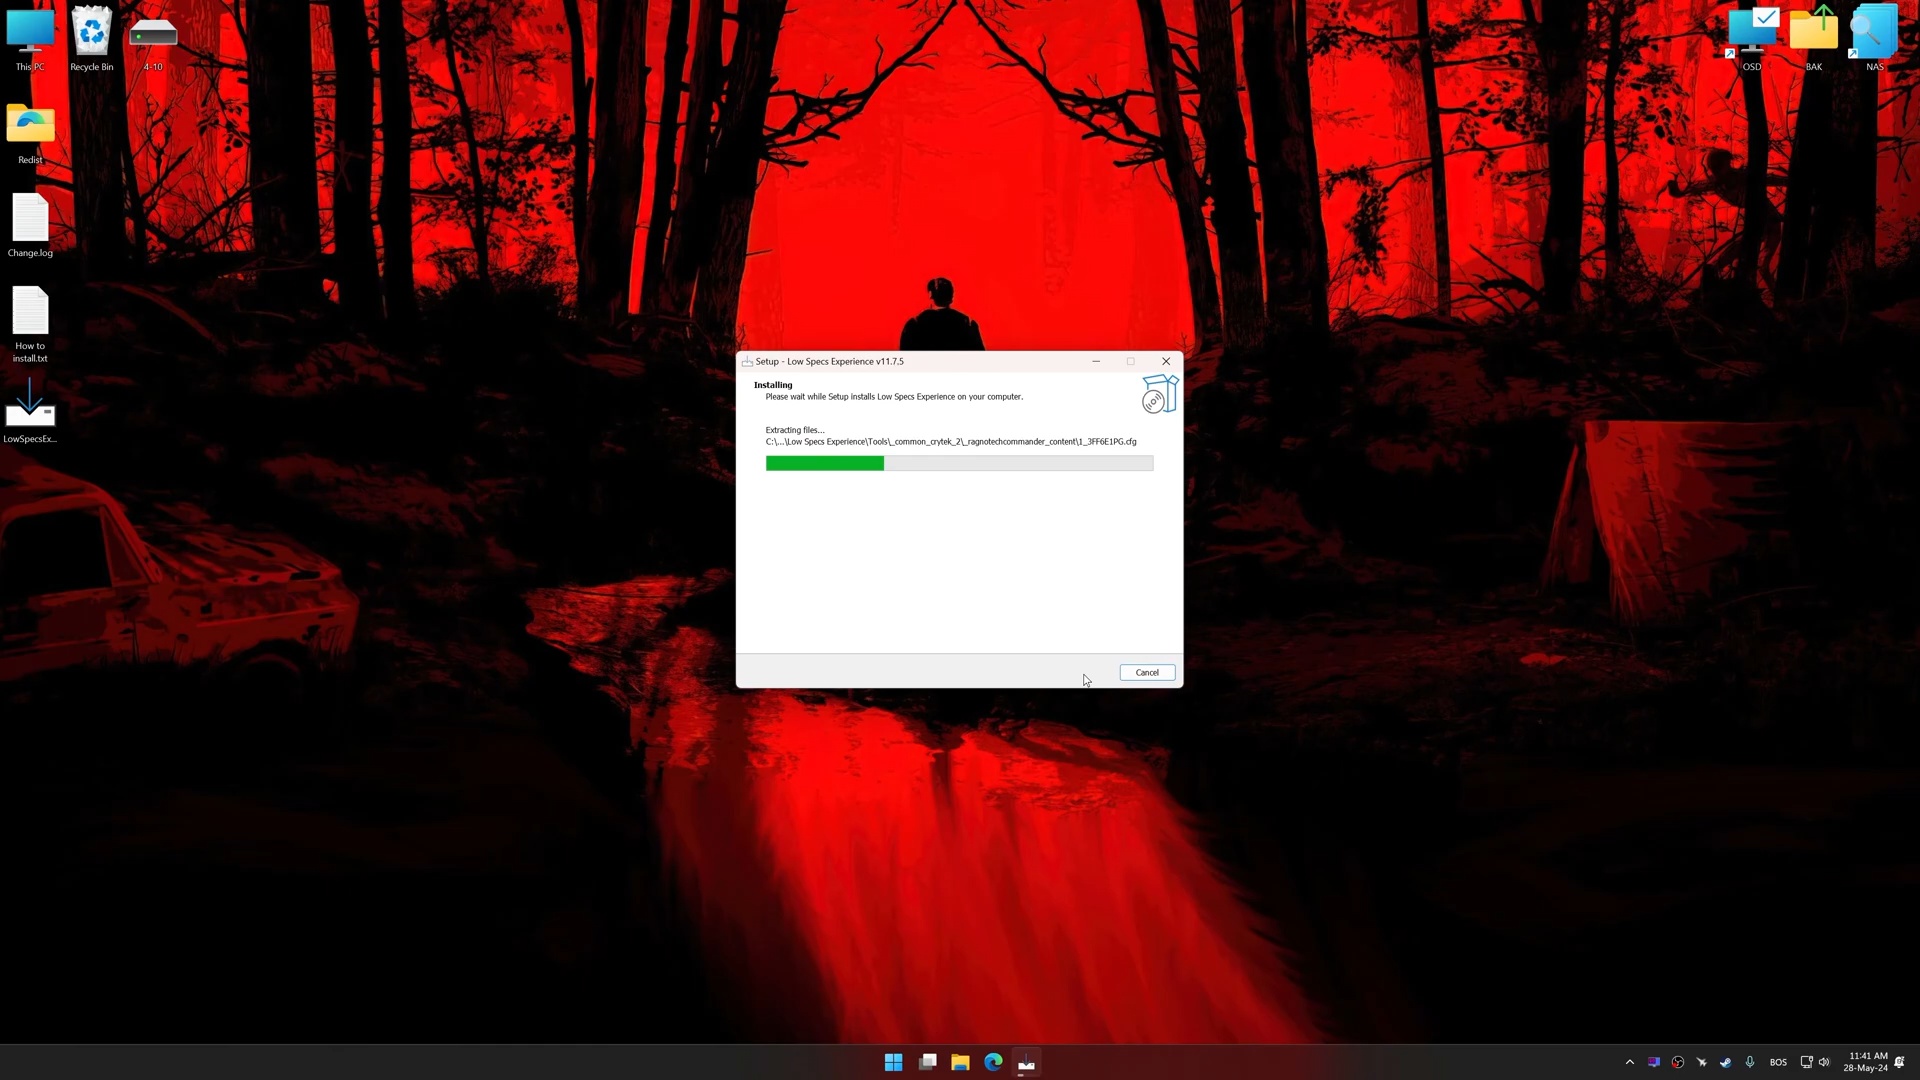 This PC
Recycle Bin
4-10
OSD
BAK
NAS
Redist
Change.log
How to
install.txt
LowSpecsEx...
Setup - Low Specs Experience v11.7.5
Installing
Please wait while Setup installs Low Specs Experience on your computer.
Extracting files...
C:\...\Low Specs Experience\Tools\_common_crytek_2\_ragnotechcommander_content\1_3FF6E1PG.cfg
Cancel
BOS
11:41 AM
28-May-24